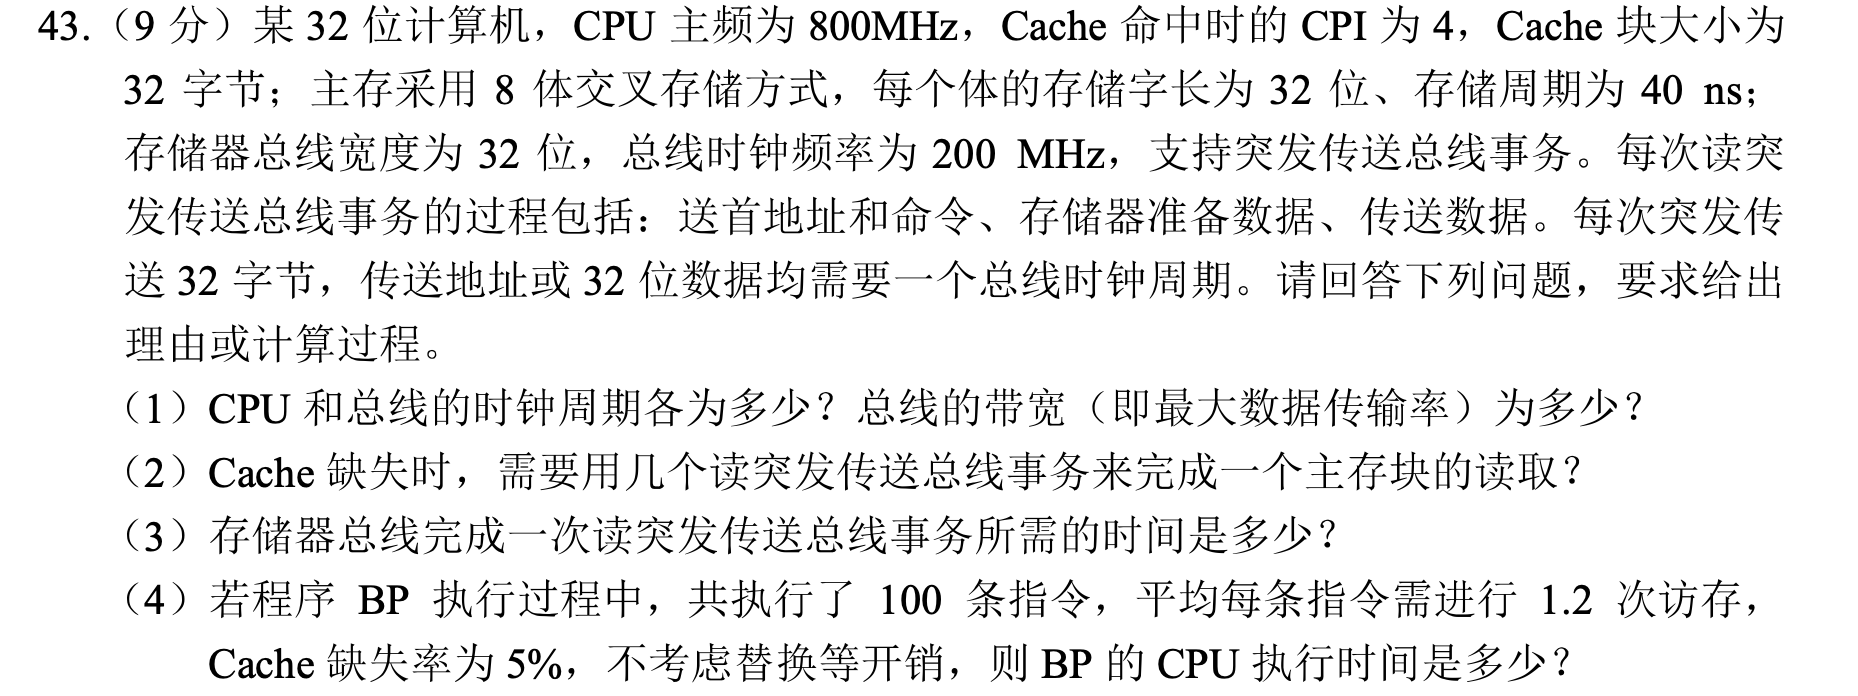 43.（9 分）某 32 位计算机，CPU 主频为 800MHz，Cache 命中时的 CPI 为 4，Cache 块大小为
32 字节；主存采用 8 体交叉存储方式，每个体的存储字长为 32 位、存储周期为 40 ns；
存储器总线宽度为 32 位，总线时钟频率为 200 MHz，支持突发传送总线事务。每次读突
发传送总线事务的过程包括：送首地址和命令、存储器准备数据、传送数据。每次突发传
送 32 字节，传送地址或 32 位数据均需要一个总线时钟周期。请回答下列问题，要求给出
理由或计算过程。
（1）CPU 和总线的时钟周期各为多少？总线的带宽（即最大数据传输率）为多少？
（2）Cache 缺失时，需要用几个读突发传送总线事务来完成一个主存块的读取？
（3）存储器总线完成一次读突发传送总线事务所需的时间是多少？
（4）若程序 BP 执行过程中，共执行了 100 条指令，平均每条指令需进行 1.2 次访存，
Cache 缺失率为 5%，不考虑替换等开销，则 BP 的 CPU 执行时间是多少？